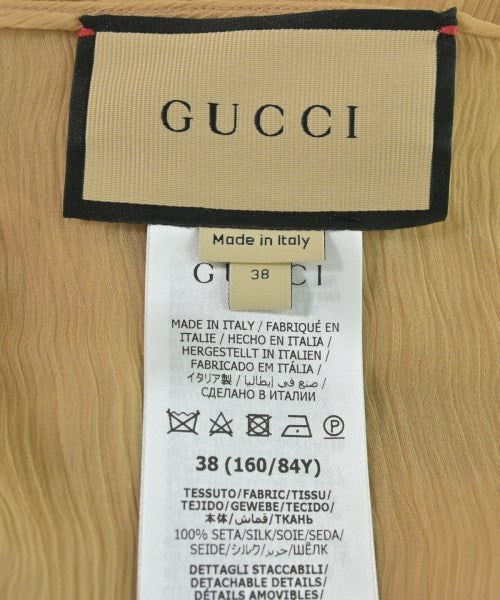 GUCCI
Made in Italy
38
GUCCI
MADE IN ITALY / FABRIQUÉ EN
ITALIE / HECHO EN ITALIA /
HERGESTELLT IN ITALIEN /
FABRICADO EM ITÁLIA /
イタリア製 / صنع في إيطاليا /
СДЕЛАНО В ИТАЛИИ
P
38 (160/84Y)
TESSUTO/FABRIC/TISSU/
TEJIDO/GEWEBE/TECIDO/
本体/قماش/ТКАНЬ
100% SETA/SILK/SOIE/SEDA/
SEIDE/シルク/حرير/ШЁЛК
DETTAGLI STACCABILI/
DETACHABLE DETAILS/
DÉTAILS AMOVIBLES/